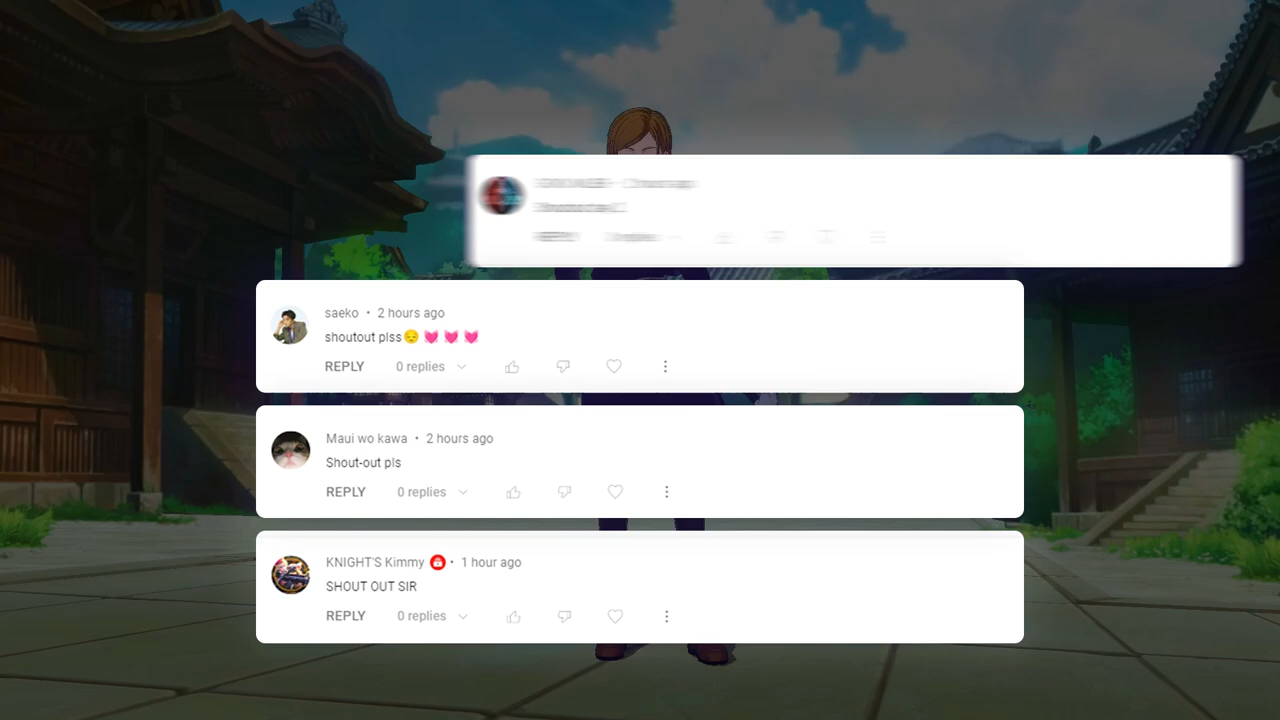 saeko • 2 hours ago
shoutout plss😔 💓 💓 💓
REPLY 0 replies
Maui wo kawa • 2 hours ago
Shout-out pls
REPLY 0 replies
KNIGHT'S Kimmy • 1 hour ago
SHOUT OUT SIR
REPLY 0 replies